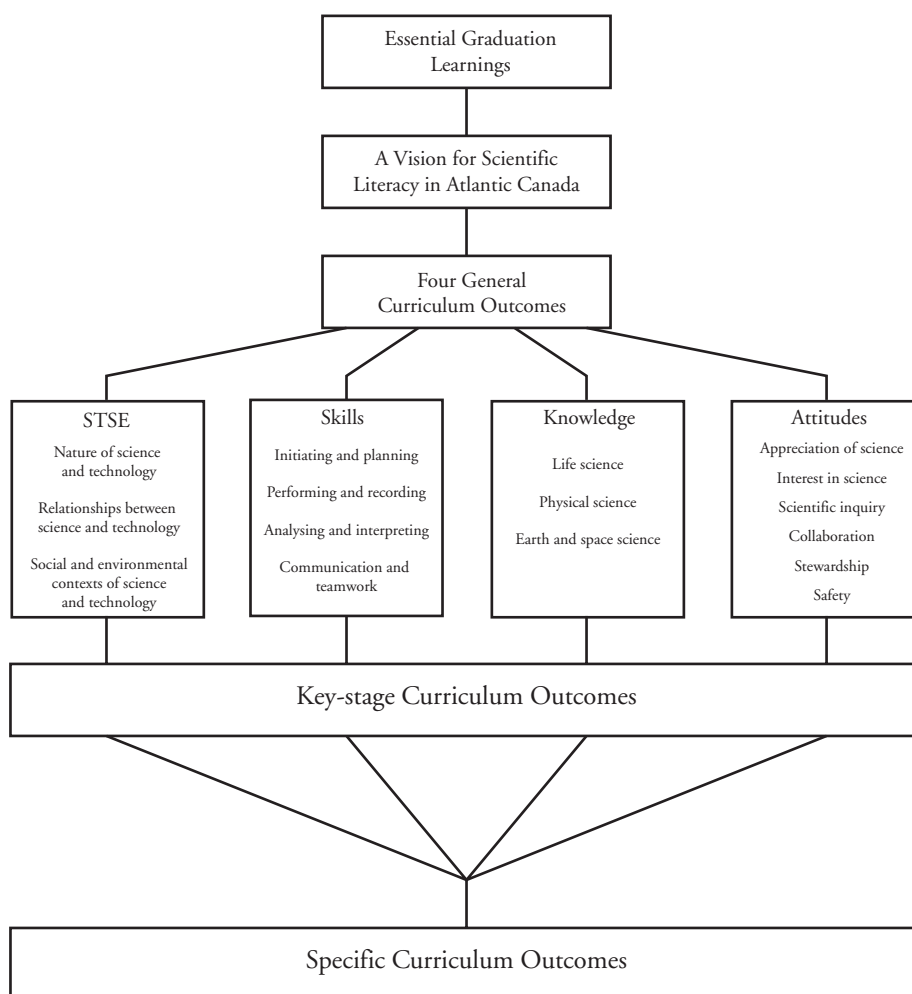 Essential Graduation
Learnings
A Vision for Scientific
Literacy in Atlantic Canada
Four General
Curriculum Outcomes
STSE
Nature of science
and technology
Relationships between
science and technology
Social and environmental
contexts of science
and technology
Skills
Initiating and planning
Performing and recording
Analysing and interpreting
Communication and
teamwork
Knowledge
Life science
Physical science
Earth and space science
Attitudes
Appreciation of science
Interest in science
Scientific inquiry
Collaboration
Stewardship
Safety
Key-stage Curriculum Outcomes
Specific Curriculum Outcomes